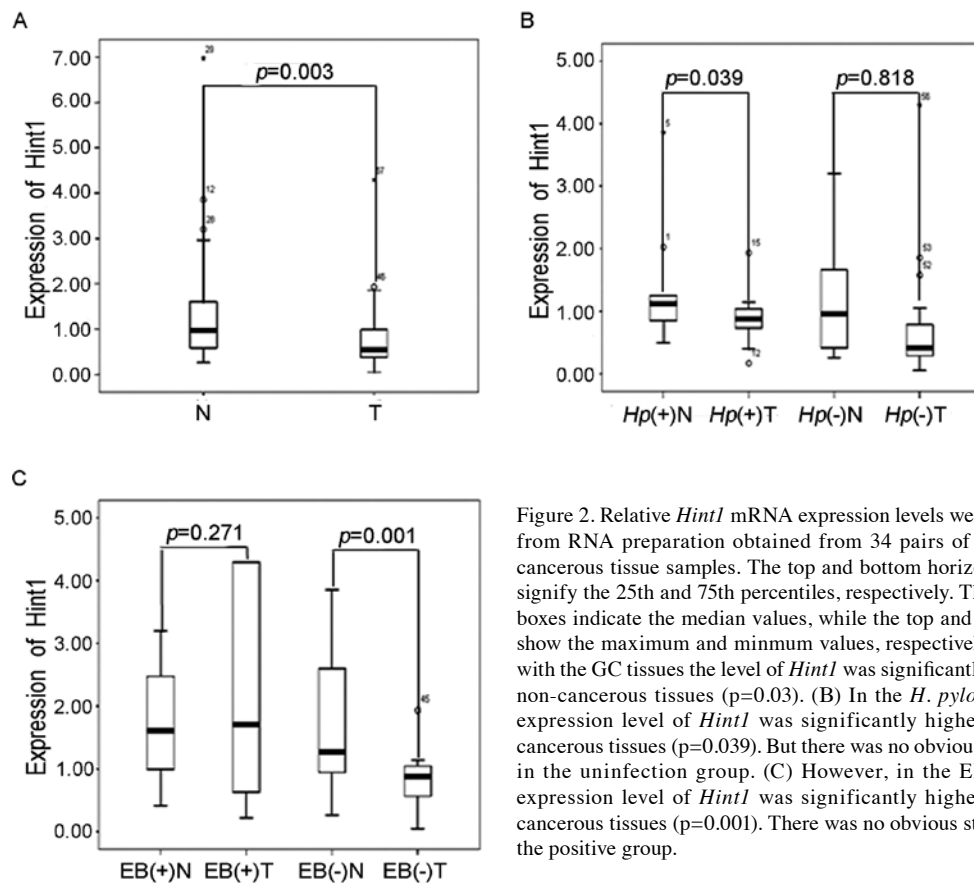 A
Expression of Hint1
7.00
6.00
5.00
4.00
3.00
2.00
1.00
0.00
p=0.003
29
12
28
57
45
N T
B
Expression of Hint1
5.00
4.00
3.00
2.00
1.00
0.00
p=0.039 p=0.818
5
1
15
12
56
53
52
Hp(+)N Hp(+)T Hp(-)N Hp(-)T
C
Expression of Hint1
5.00
4.00
3.00
2.00
1.00
0.00
p=0.271 p=0.001
45
EB(+)N EB(+)T EB(-)N EB(-)T
Figure 2. Relative Hint1 mRNA expression levels we
from RNA preparation obtained from 34 pairs of
cancerous tissue samples. The top and bottom horiz
signify the 25th and 75th percentiles, respectively. T
boxes indicate the median values, while the top and
show the maximum and minmum values, respective
with the GC tissues the level of Hint1 was significantl
non-cancerous tissues (p=0.03). (B) In the H. pylo
expression level of Hint1 was significantly highe
cancerous tissues (p=0.039). But there was no obviou
in the uninfection group. (C) However, in the E
expression level of Hint1 was significantly highe
cancerous tissues (p=0.001). There was no obvious st
the positive group.